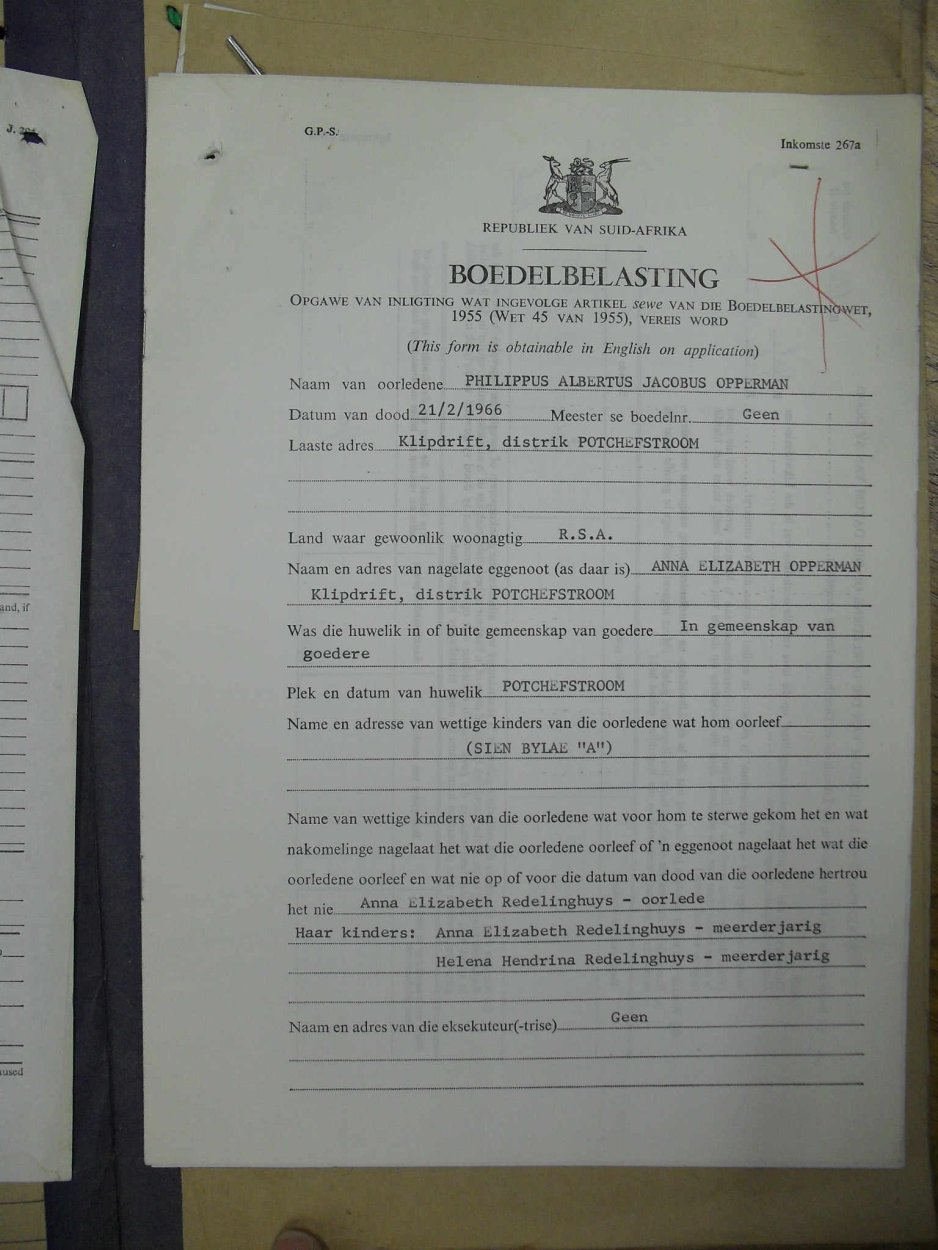 J.
and, if
aused
G.P.-S.
Inkomste 267a
REPUBLIEK VAN SUID-AFRIKA
BOEDELBELASTING
OPGAWE VAN INLIGTING WAT INGEVOLGE ARTIKEL sewe VAN DIE BOEDELBELASTINGWET,
1955 (WET 45 VAN 1955), VEREIS WORD
(This form is obtainable in English on application)
Naam van oorledene PHILIPPUS ALBERTUS JACOBUS OPPERMAN
Datum van dood 21/2/1966 Meester se boedelnr. Geen
Laaste adres Klipdrift, distrik POTCHEFSTROOM
Land waar gewoonlik woonagtig R.S.A.
Naam en adres van nagelate eggenoot (as daar is) ANNA ELIZABETH OPPERMAN
Klipdrift, distrik POTCHEFSTROOM
Was die huwelik in of buite gemeenskap van goedere In gemeenskap van
goedere
Plek en datum van huwelik POTCHEFSTROOM
Name en adresse van wettige kinders van die oorledene wat hom oorleef
(SIEN BYLAE "A")
Name van wettige kinders van die oorledene wat voor hom te sterwe gekom het en wat
nakomelinge nagelaat het wat die oorledene oorleef of 'n eggenoot nagelaat het wat die
oorledene oorleef en wat nie op of voor die datum van dood van die oorledene hertrou
het nie Anna Elizabeth Redelinghuys - oorlede
Haar kinders: Anna Elizabeth Redelinghuys - meerderjarig
Helena Hendrina Redelinghuys - meerderjarig
Naam en adres van die eksekuteur(-trise) Geen